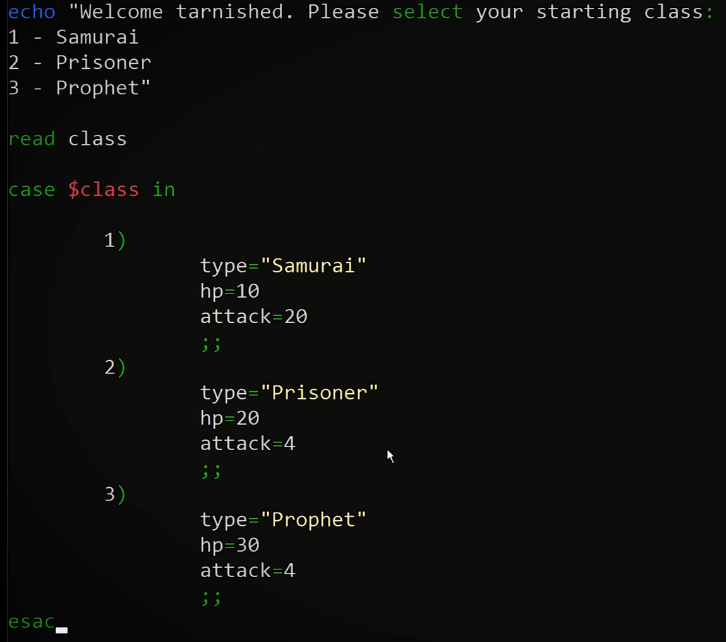 echo "Welcome tarnished. Please select your starting class:
1 - Samurai
2 - Prisoner
3 - Prophet"
read class
case $class in
1)
type="Samurai"
hp=10
attack=20
;;
2)
type="Prisoner"
hp=20
attack=4
;;
3)
type="Prophet"
hp=30
attack=4
;;
esac